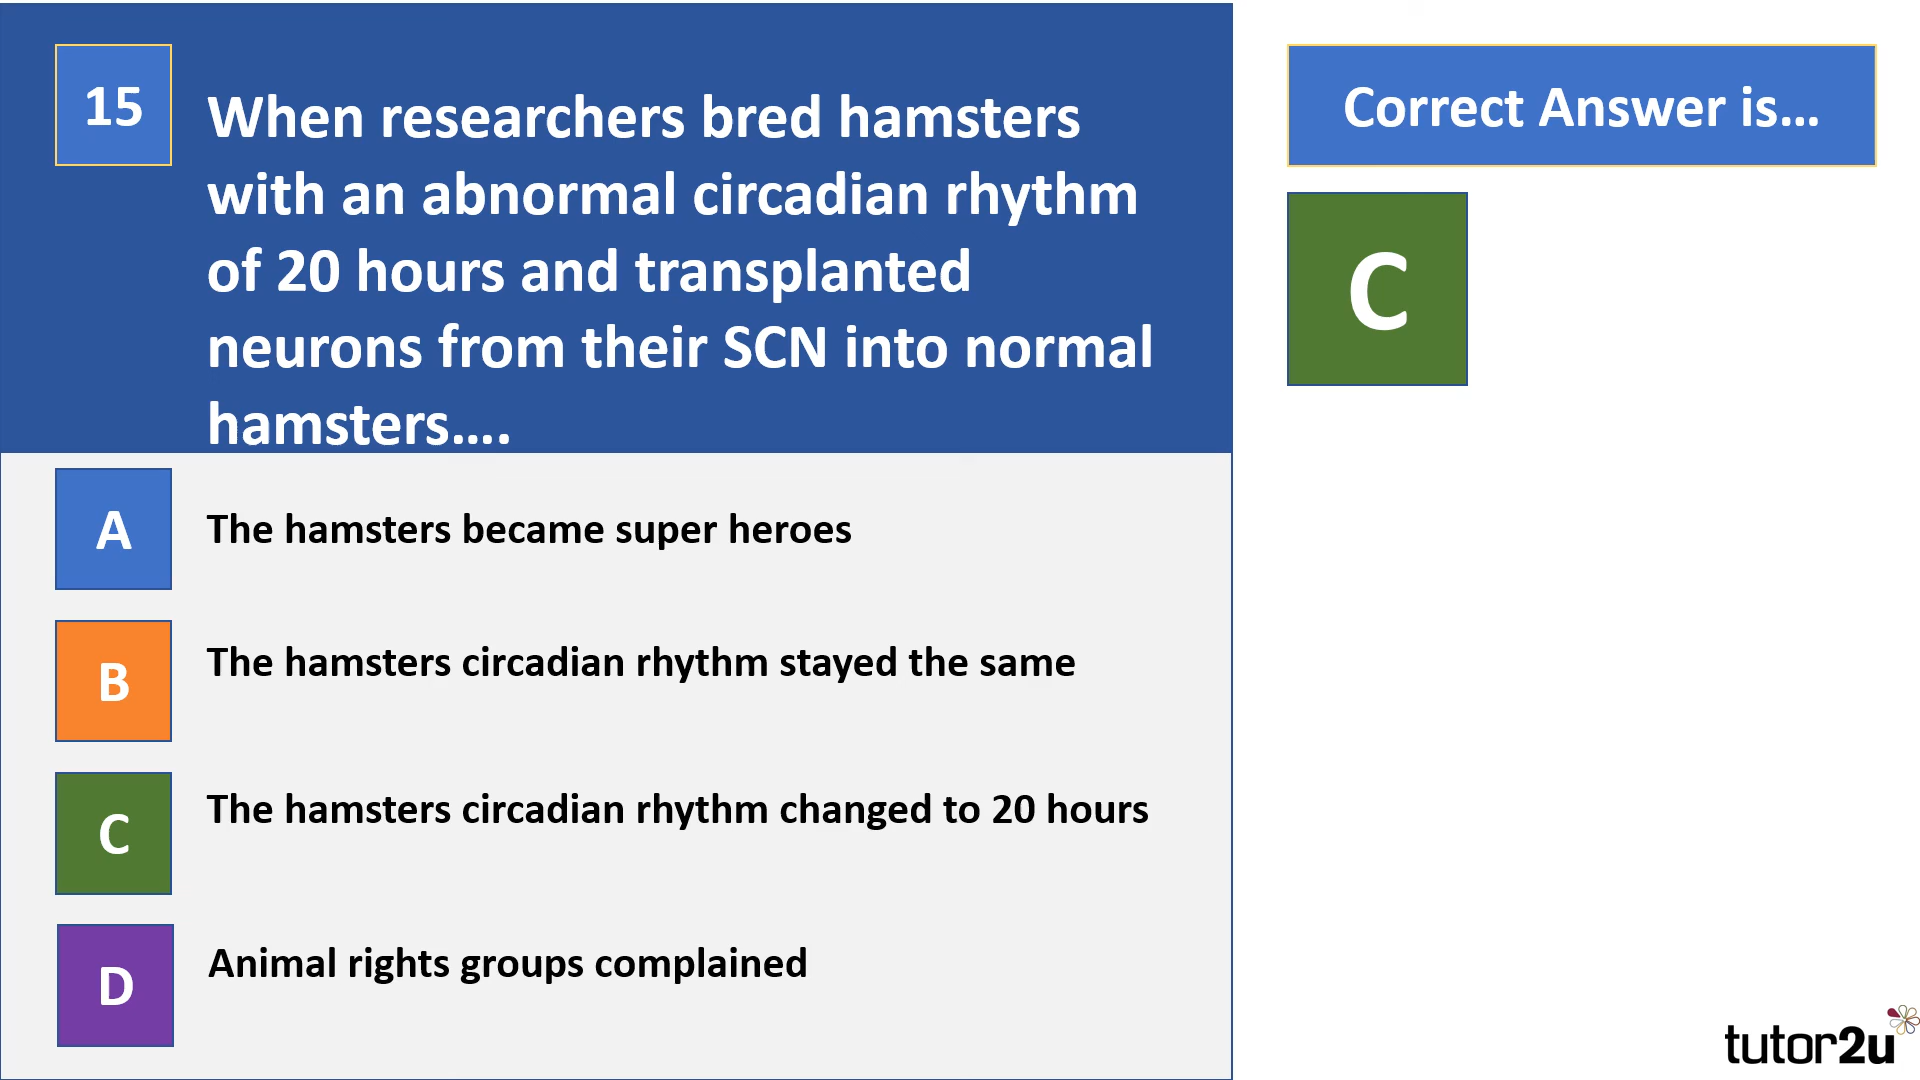 15
When researchers bred hamsters
with an abnormal circadian rhythm
of 20 hours and transplanted
neurons from their SCN into normal
hamsters….
A
The hamsters became super heroes
B
The hamsters circadian rhythm stayed the same
C
The hamsters circadian rhythm changed to 20 hours
D
Animal rights groups complained
Correct Answer is…
C
tutor2u